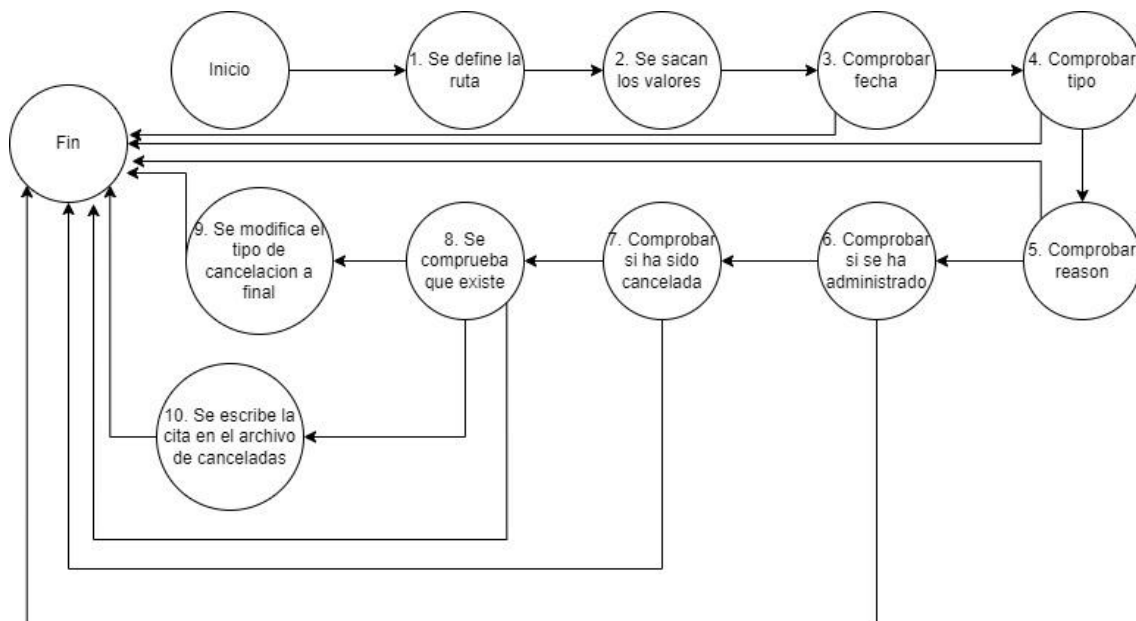 Inicio
1. Se define la
ruta
2. Se sacan
los valores
3. Comprobar
fecha
4. Comprobar
tipo
Fin
9. Se modifica el
tipo de
cancelacion a
final
8. Se
comprueba
que existe
7. Comprobar
si ha sido
cancelada
6. Comprobar
si se ha
administrado
5. Comprobar
reason
10. Se escribe la
cita en el archivo
de canceladas